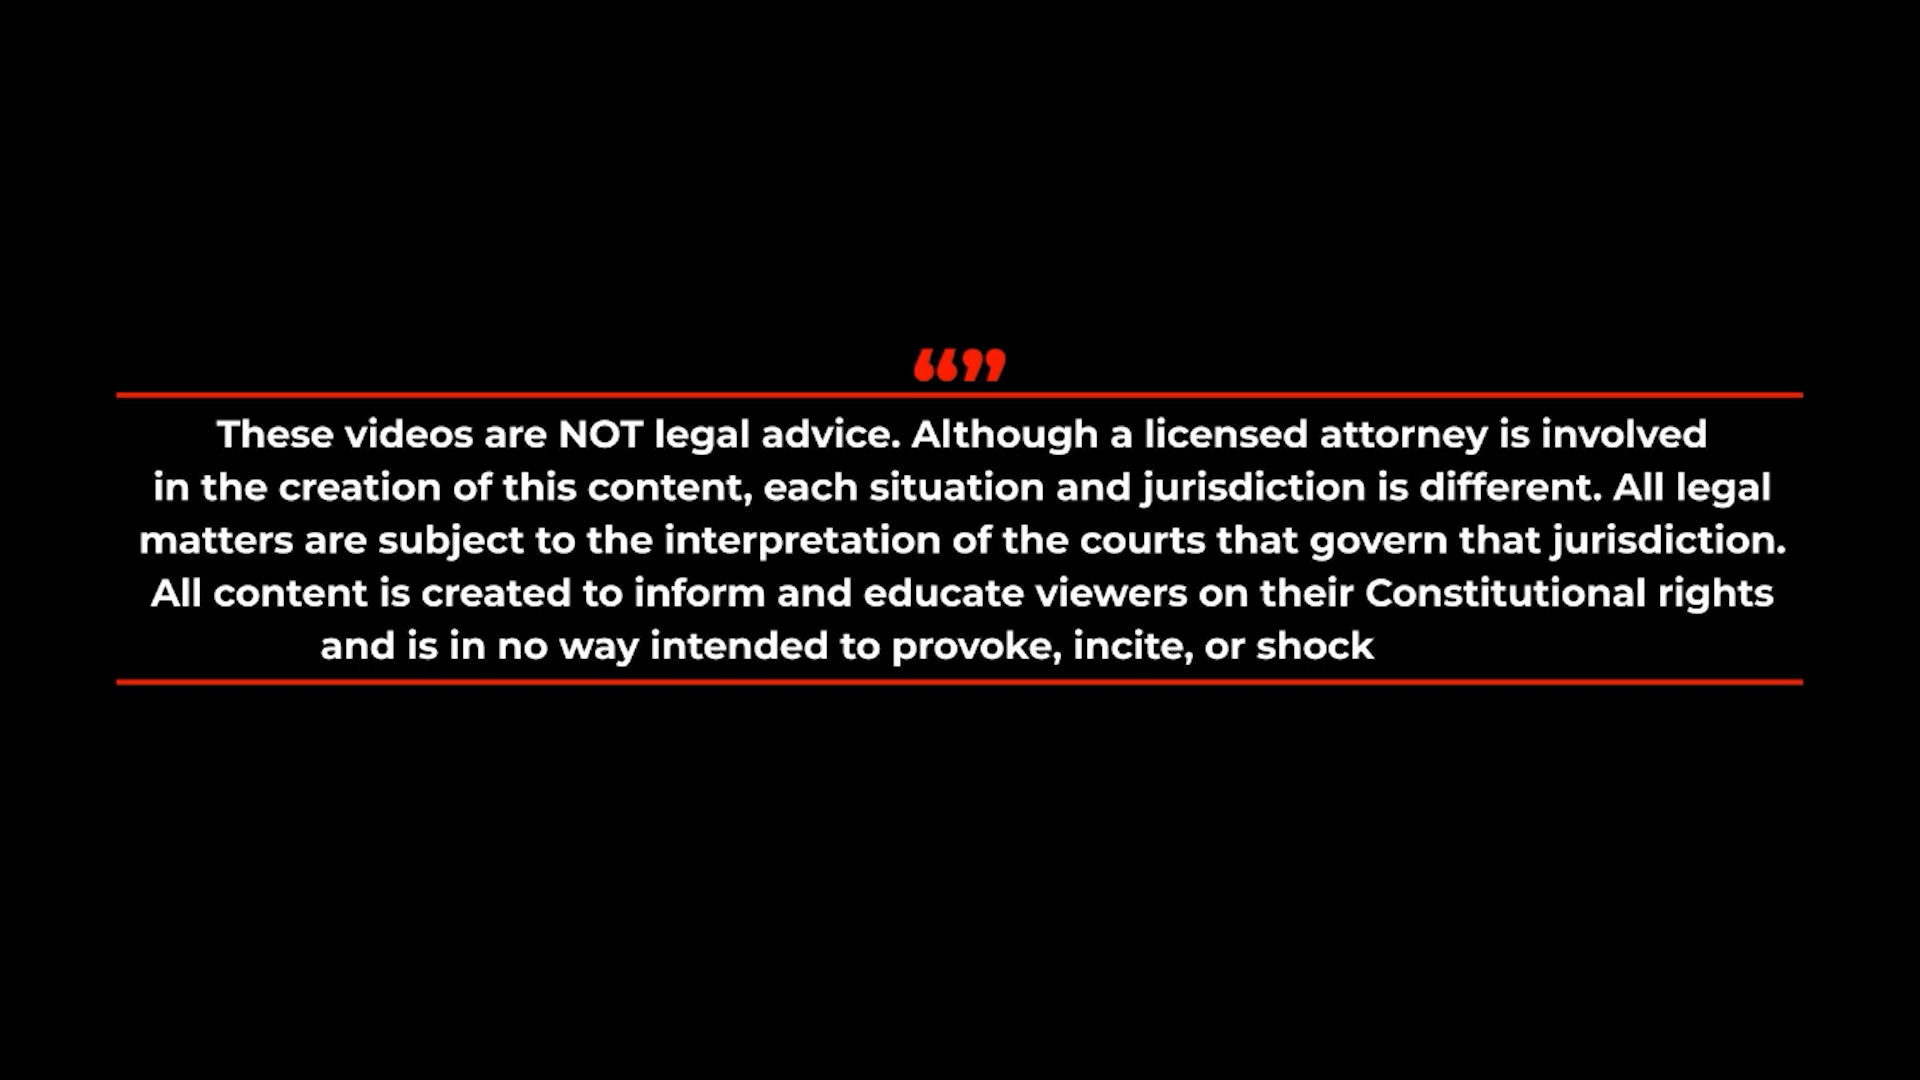 “”
These videos are NOT legal advice. Although a licensed attorney is involved
in the creation of this content, each situation and jurisdiction is different. All legal
matters are subject to the interpretation of the courts that govern that jurisdiction.
All content is created to inform and educate viewers on their Constitutional rights
and is in no way intended to provoke, incite, or shock